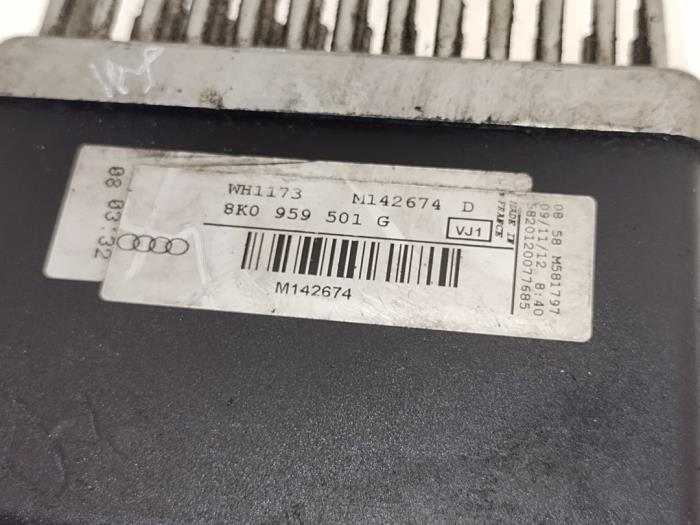 WH1173 M142674 D
8K0 959 501 G
VJ1
M142674
MADE IN
FRANCE
08 58 M581797
09/11/12 8:40
5820120077685
08 03:32